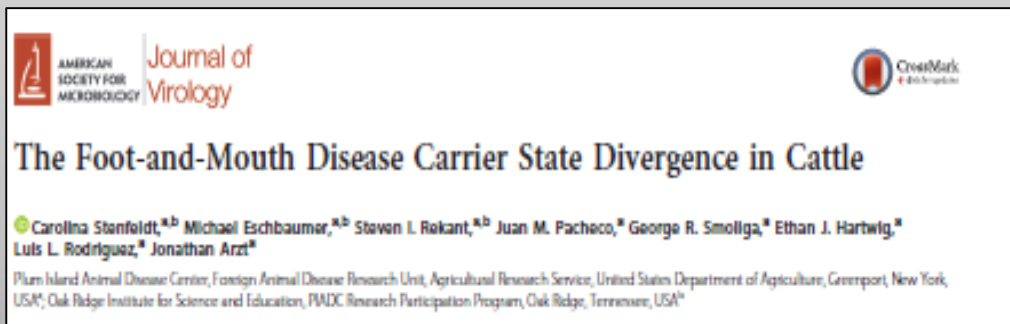 AMERICAN
SOCIETY FOR
MICROBIOLOGY
Journal of
Virology
CrossMark
The Foot-and-Mouth Disease Carrier State Divergence in Cattle
Carolina Stenfeldt,a,b Michael Eschbaumer,a,b Steven I. Rekant,a,b Juan M. Pacheco,a George R. Smoliga,a Ethan J. Hartwig,a
Luis L. Rodriguez,a Jonathan Arzta
Plum Island Animal Disease Center, Foreign Animal Disease Research Unit, Agricultural Research Service, United States Department of Agriculture, Greenport, New York,
USAa; Oak Ridge Institute for Science and Education, PIADC Research Participation Program, Oak Ridge, Tennessee, USAb